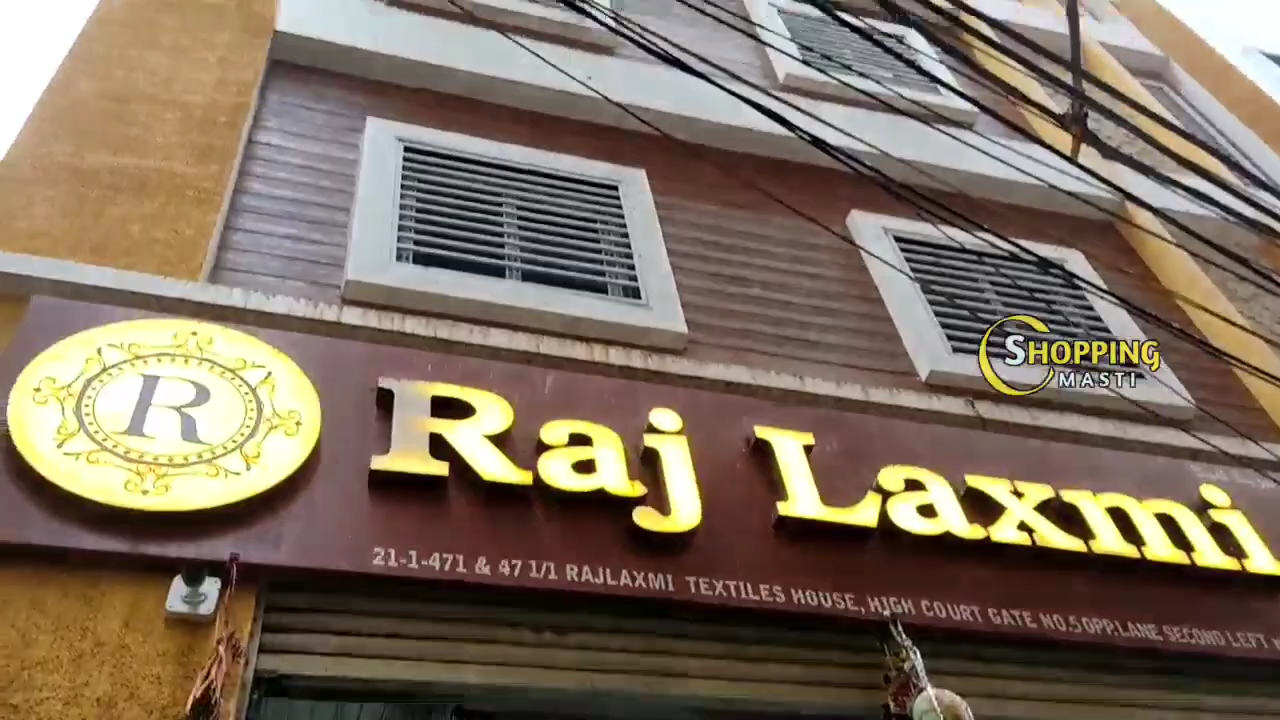 SHOPPING
MASTI
R
Raj Laxmi
21-1-471 & 47 1/1 RAJLAXMI TEXTILES HOUSE, HIGH COURT GATE NO.5 OPP.LANE SECOND LEFT